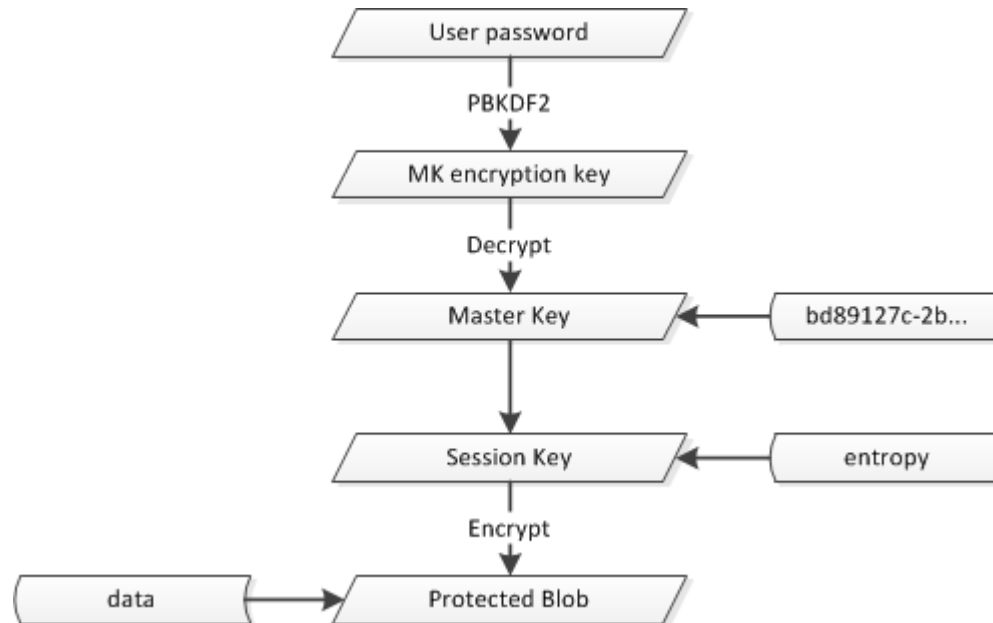 User password
PBKDF2
MK encryption key
Decrypt
Master Key
bd89127c-2b...
Session Key
entropy
Encrypt
data
Protected Blob